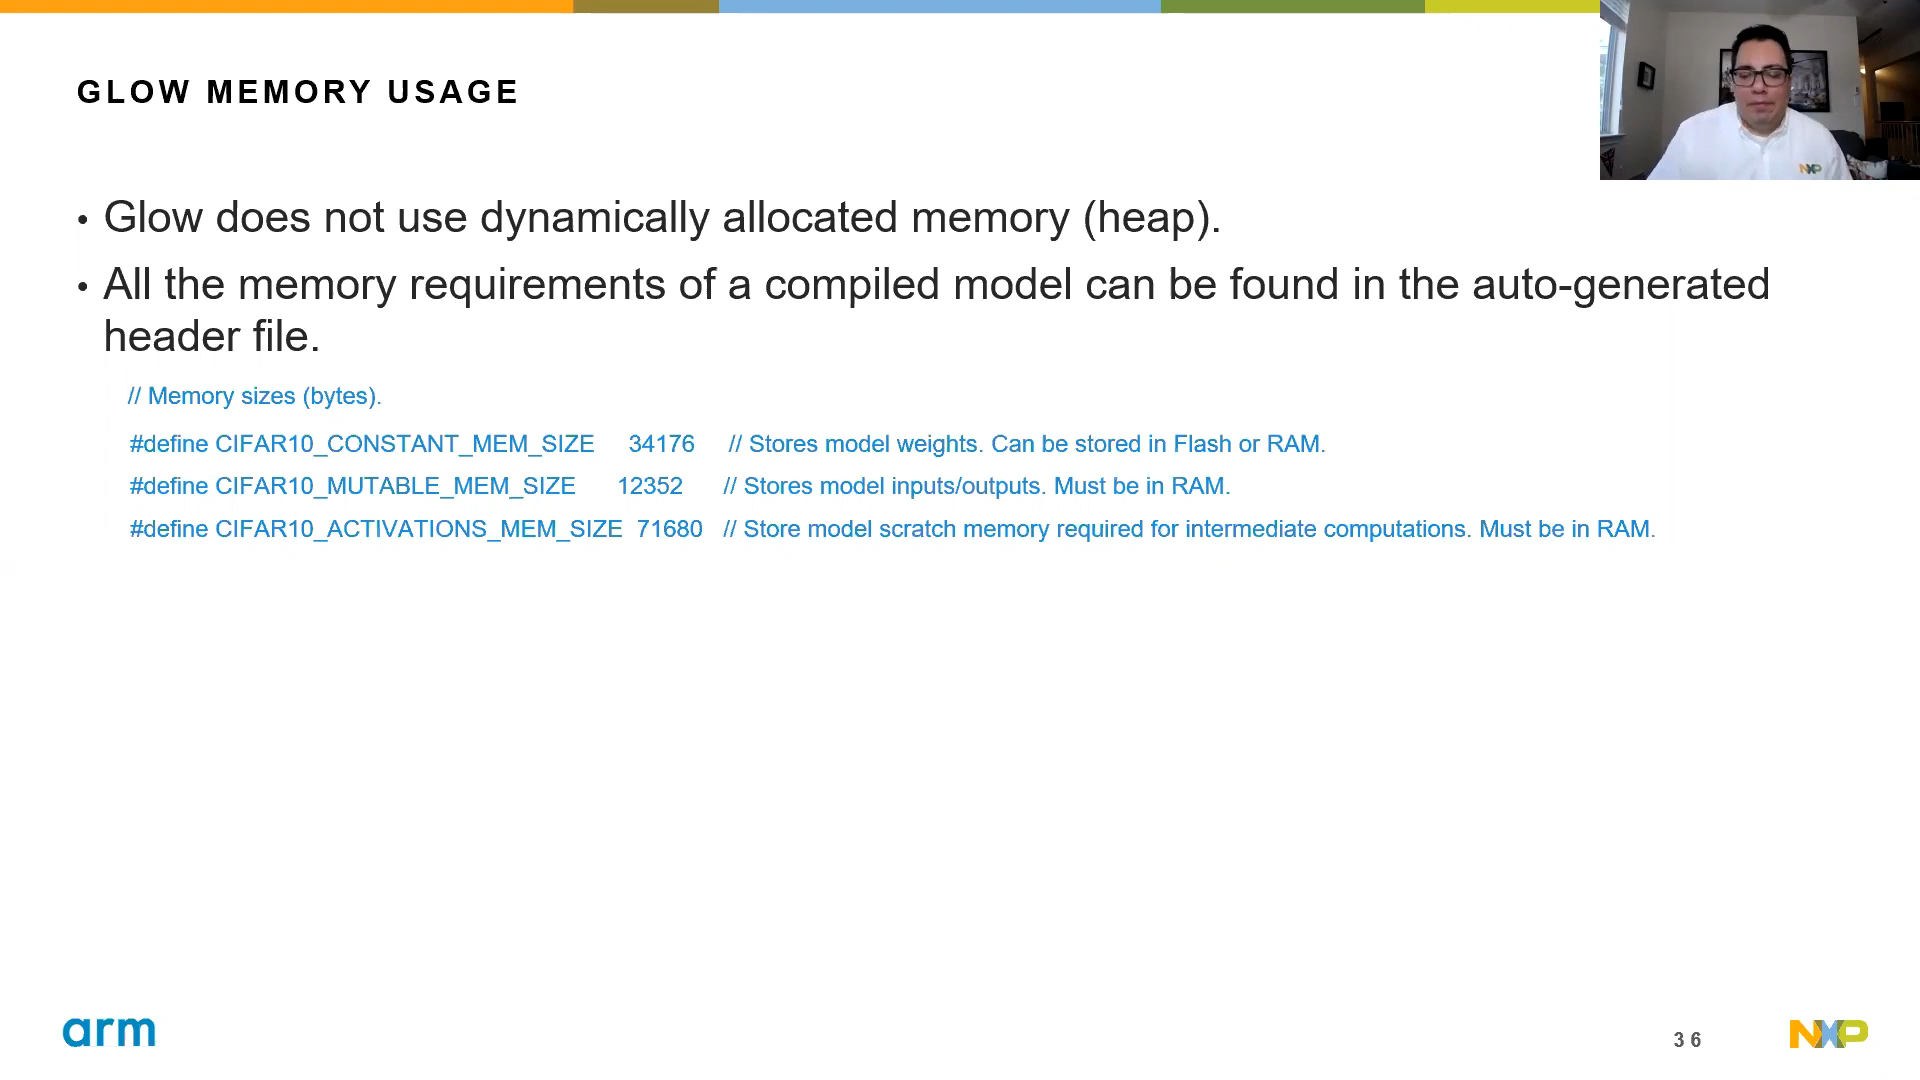 GLOW MEMORY USAGE
NXP
• Glow does not use dynamically allocated memory (heap).
• All the memory requirements of a compiled model can be found in the auto-generated
header file.
// Memory sizes (bytes).
#define CIFAR10_CONSTANT_MEM_SIZE 34176 // Stores model weights. Can be stored in Flash or RAM.
#define CIFAR10_MUTABLE_MEM_SIZE 12352 // Stores model inputs/outputs. Must be in RAM.
#define CIFAR10_ACTIVATIONS_MEM_SIZE 71680 // Store model scratch memory required for intermediate computations. Must be in RAM.
arm
36
NXP